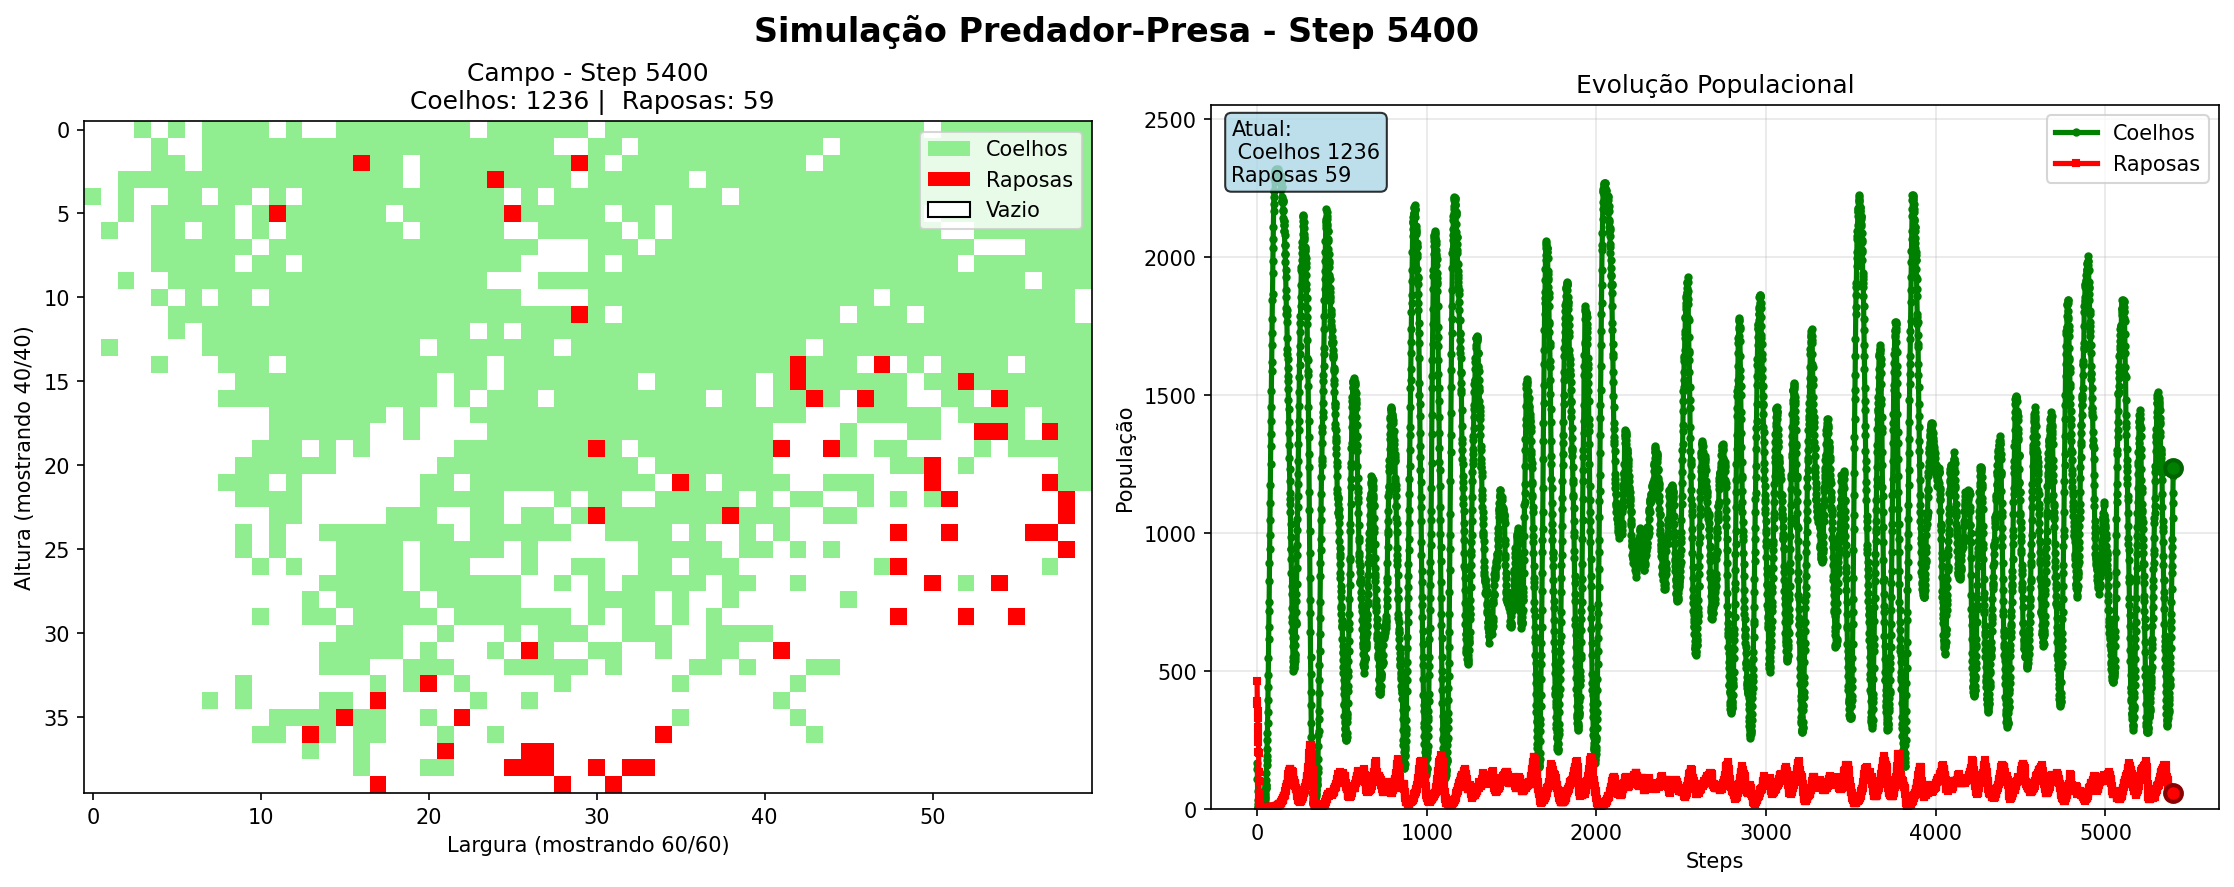 Simulação Predador-Presa - Step 5400
Campo - Step 5400
Coelhos: 1236 |  Raposas: 59
Coelhos
Raposas
Vazio
0
5
10
15
20
25
30
35
Altura (mostrando 40/40)
0
10
20
30
40
50
Largura (mostrando 60/60)
Evolução Populacional
Atual:
Coelhos 1236
Raposas 59
Coelhos
Raposas
2500
2000
1500
1000
500
0
População
0
1000
2000
3000
4000
5000
Steps